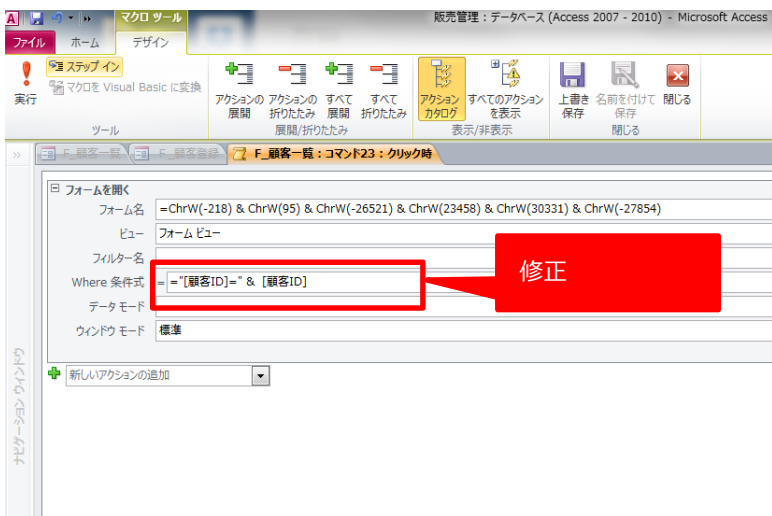 マクロ ツール
販売管理：データベース (Access 2007 - 2010) - Microsoft Access
ファイル ホーム デザイン
実行
ステップ イン
マクロを Visual Basic に変換
ツール
アクションの展開 アクションの折りたたみ すべて展開 すべて折りたたみ
展開/折りたたみ
アクションカタログ すべてのアクションを表示
表示/非表示
上書き保存 名前を付けて保存 閉じる
閉じる
F_顧客一覧 F_顧客登録 F_顧客一覧：コマンド23：クリック時
フォームを開く
フォーム名 =ChrW(-218) & ChrW(95) & ChrW(-26521) & ChrW(23458) & ChrW(30331) & ChrW(-27854)
ビュー フォーム ビュー
フィルター名
Where 条件式 = ="[顧客ID]=" & [顧客ID]
修正
データ モード
ウィンドウ モード 標準
新しいアクションの追加
ナビゲーション ウィンドウ